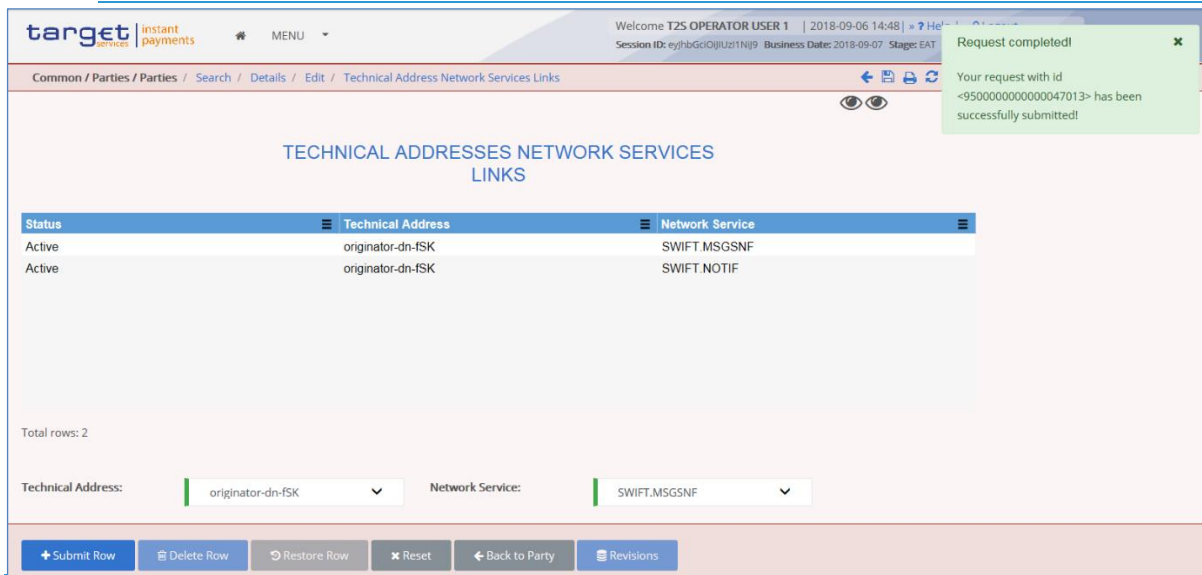 target services | instant payments
MENU
Welcome T2S OPERATOR USER 1 | 2018-09-06 14:48 | » ? He
Business Date: 2018-09-07 Stage: EAT
Session ID:
Request completed! ×
Your request with id
<9500000000000047013> has been
successfully submitted!
Common / Parties / Parties / Search / Details / Edit / Technical Address Network Services Links
TECHNICAL ADDRESSES NETWORK SERVICES
LINKS
Status Technical Address Network Service
Active originator-dn-fSK SWIFT.MSGSNF
Active originator-dn-fSK SWIFT.NOTIF
Total rows: 2
Technical Address: originator-dn-fSK Network Service: SWIFT.MSGSNF
+ Submit Row Delete Row Restore Row × Reset Back to Party Revisions